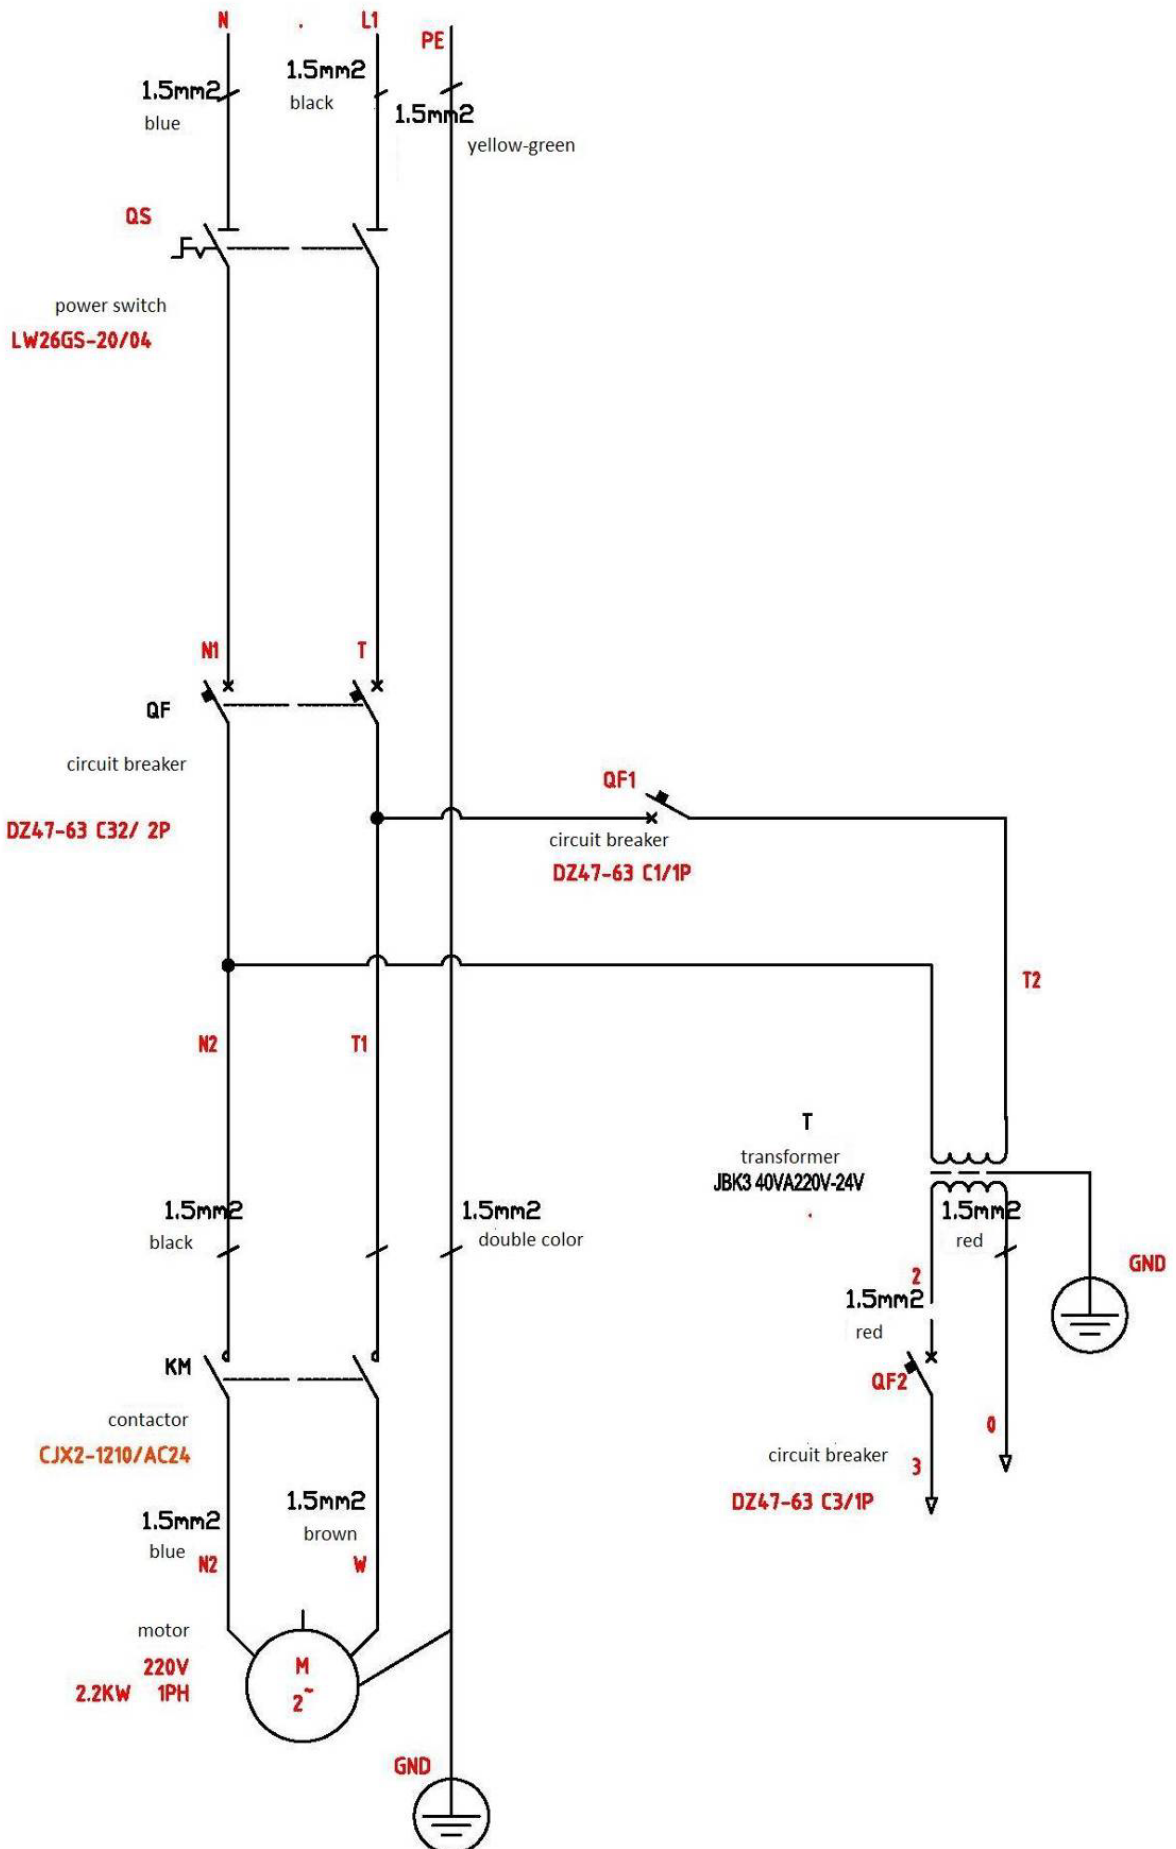 N
L1
PE
1.5mm2
black
1.5mm2
blue
1.5mm2
yellow-green
QS
power switch
LW26GS-20/04
N1
T
QF
circuit breaker
DZ47-63 C32/ 2P
QF1
circuit breaker
DZ47-63 C1/1P
T2
N2
T1
T
transformer
JBK3 40VA220V-24V
1.5mm2
black
1.5mm2
double color
1.5mm2
red
GND
2
1.5mm2
red
KM
QF2
contactor
CJX2-1210/AC24
0
circuit breaker
3
DZ47-63 C3/1P
1.5mm2
brown
1.5mm2
blue
N2
W
motor
220V
2.2KW 1PH
M
2~
GND